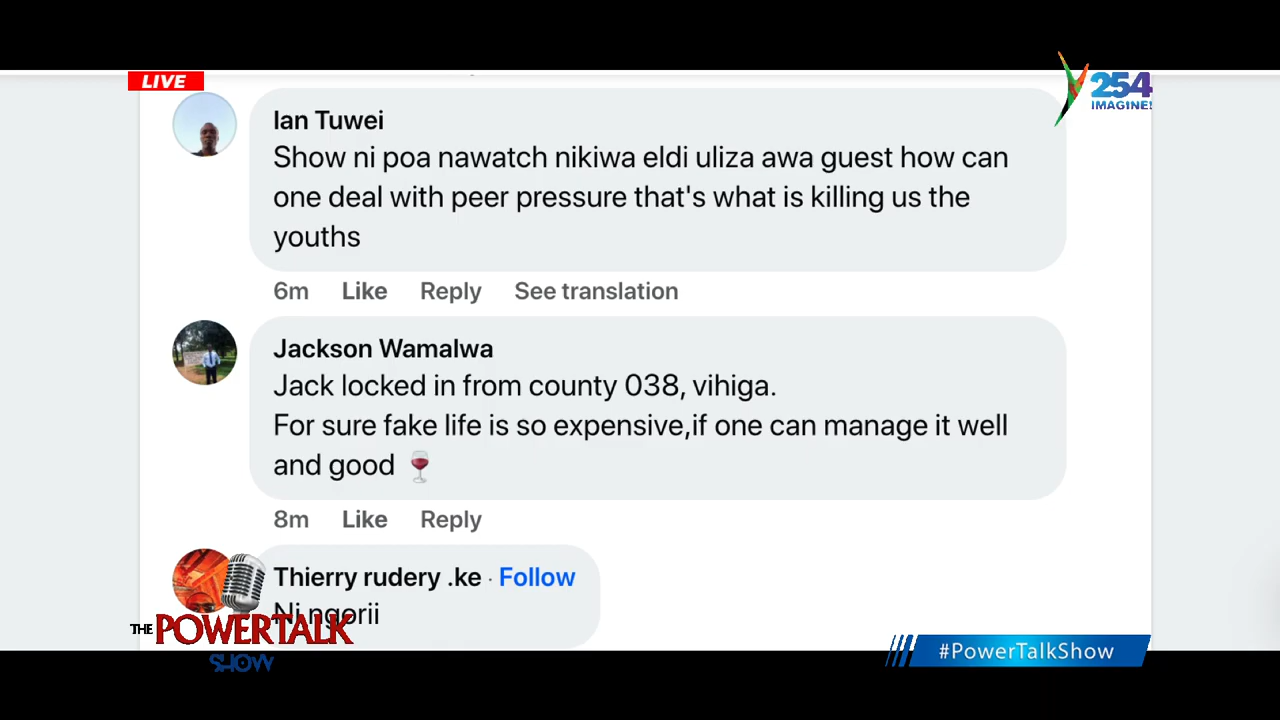 LIVE
254
IMAGINE!
Ian Tuwei
Show ni poa nawatch nikiwa eldi uliza awa guest how can
one deal with peer pressure that's what is killing us the
youths
6m Like Reply See translation
Jackson Wamalwa
Jack locked in from county 038, vihiga.
For sure fake life is so expensive,if one can manage it well
and good 🍷
8m Like Reply
Thierry rudery .ke · Follow
Ni ngorii
THE POWERTALK
SHOW
#PowerTalkShow